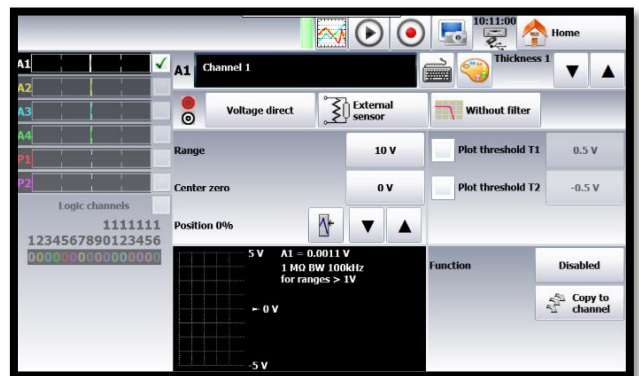 10:11:00
Home
A1
A2
A3
A4
P1
P2
Logic channels
1111111
1234567890123456
0000000000000000
A1 Channel 1
Thickness 1
Voltage direct
External sensor
Without filter
Range 10 V
Center zero 0 V
Position 0%
Plot threshold T1 0.5 V
Plot threshold T2 -0.5 V
5 V A1 = 0.0011 V
1 MΩ BW 100kHz
for ranges > 1V
0 V
-5 V
Function Disabled
Copy to channel